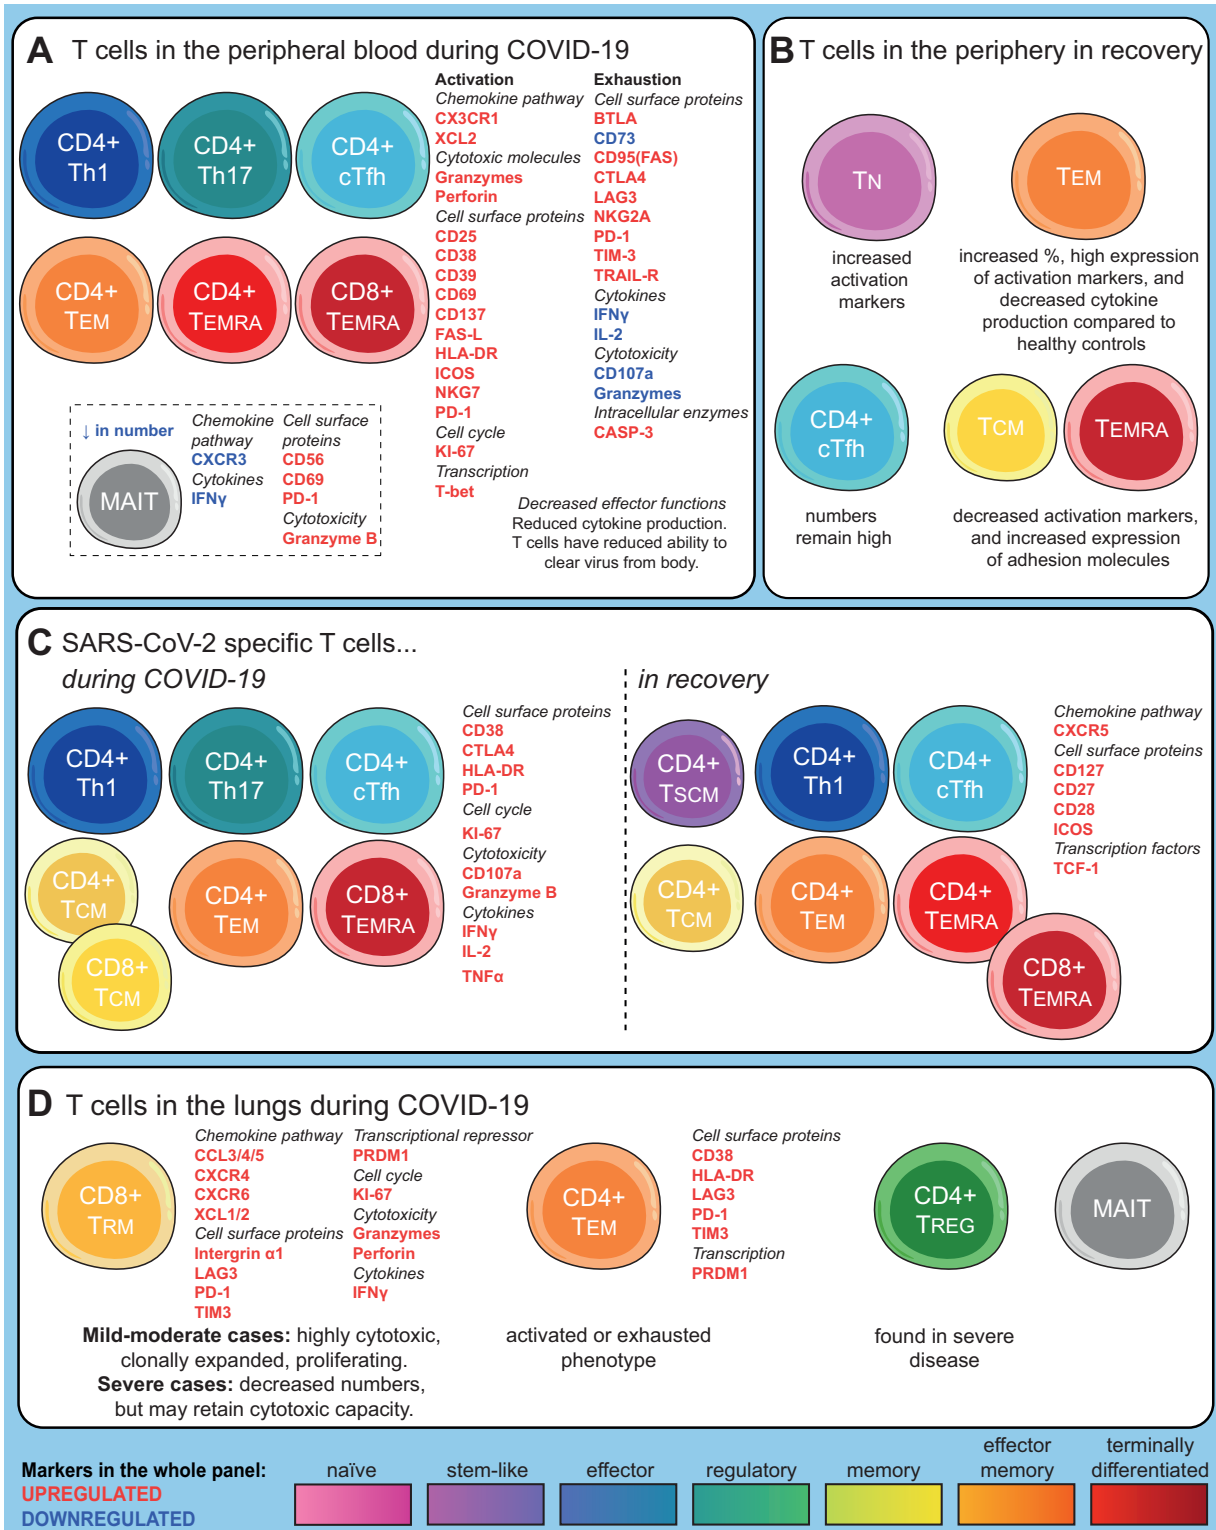 A T cells in the peripheral blood during COVID-19
CD4+
Th1
CD4+
Th17
CD4+
cTfh
CD4+
TEM
CD4+
TEMRA
CD8+
TEMRA
Activation
Chemokine pathway
CX3CR1
XCL2
Cytotoxic molecules
Granzymes
Perforin
Cell surface proteins
CD25
CD38
CD39
CD69
CD137
FAS-L
HLA-DR
ICOS
NKG7
PD-1
Cell cycle
KI-67
Transcription
T-bet
Exhaustion
Cell surface proteins
BTLA
CD73
CD95(FAS)
CTLA4
LAG3
NKG2A
PD-1
TIM-3
TRAIL-R
Cytokines
IFNγ
IL-2
Cytotoxicity
CD107a
Granzymes
Intracellular enzymes
CASP-3
Decreased effector functions
Reduced cytokine production.
T cells have reduced ability to
clear virus from body.
↓ in number
MAIT
Chemokine
pathway
CXCR3
Cytokines
IFNγ
Cell surface
proteins
CD56
CD69
PD-1
Cytotoxicity
Granzyme B
B T cells in the periphery in recovery
TN
increased
activation
markers
TEM
increased %, high expression
of activation markers, and
decreased cytokine
production compared to
healthy controls
CD4+
cTfh
numbers
remain high
TCM
TEMRA
decreased activation markers,
and increased expression
of adhesion molecules
C SARS-CoV-2 specific T cells...
during COVID-19
CD4+
Th1
CD4+
Th17
CD4+
cTfh
CD4+
TCM
CD8+
TCM
CD4+
TEM
CD8+
TEMRA
Cell surface proteins
CD38
CTLA4
HLA-DR
PD-1
Cell cycle
KI-67
Cytotoxicity
CD107a
Granzyme B
Cytokines
IFNγ
IL-2
TNFα
in recovery
CD4+
TSCM
CD4+
Th1
CD4+
cTfh
CD4+
TCM
CD4+
TEM
CD4+
TEMRA
CD8+
TEMRA
Chemokine pathway
CXCR5
Cell surface proteins
CD127
CD27
CD28
ICOS
Transcription factors
TCF-1
D T cells in the lungs during COVID-19
CD8+
TRM
Chemokine pathway
CCL3/4/5
CXCR4
CXCR6
XCL1/2
Cell surface proteins
Intergrin α1
LAG3
PD-1
TIM3
Transcriptional repressor
PRDM1
Cell cycle
KI-67
Cytotoxicity
Granzymes
Perforin
Cytokines
IFNγ
Mild-moderate cases: highly cytotoxic,
clonally expanded, proliferating.
Severe cases: decreased numbers,
but may retain cytotoxic capacity.
CD4+
TEM
Cell surface proteins
CD38
HLA-DR
LAG3
PD-1
TIM3
Transcription
PRDM1
activated or exhausted
phenotype
CD4+
TREG
found in severe
disease
MAIT
Markers in the whole panel:
UPREGULATED
DOWNREGULATED
naïve
stem-like
effector
regulatory
memory
effector
memory
terminally
differentiated